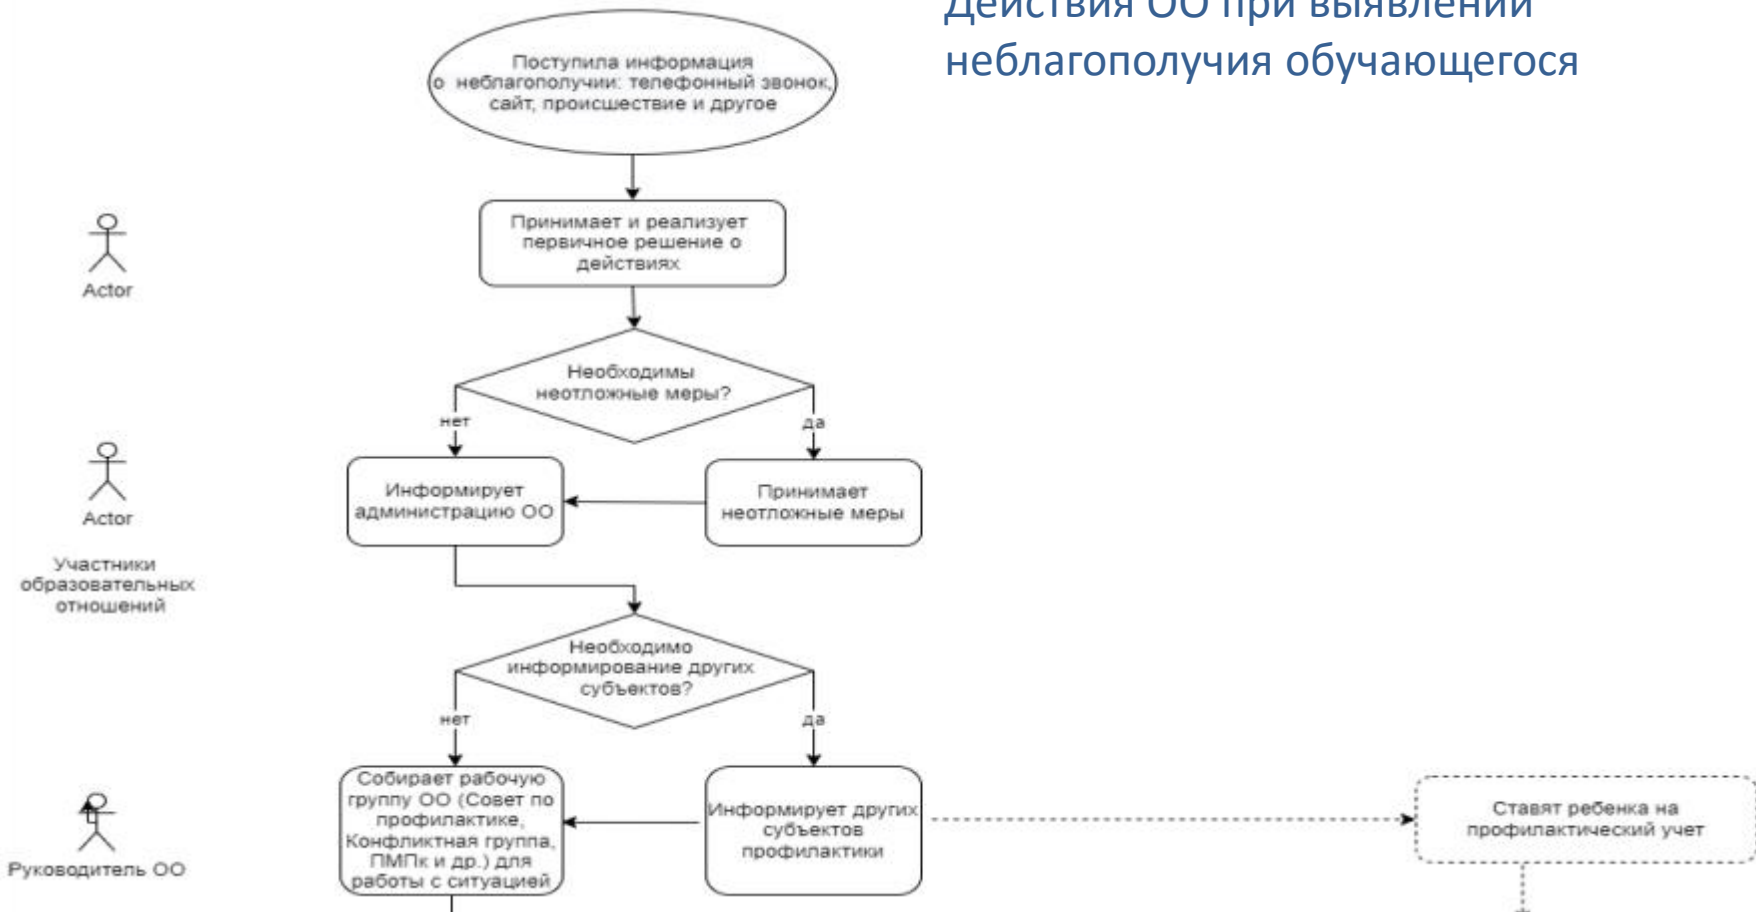 Действия ОО при выявлении
неблагополучия обучающегося
Поступила информация
о неблагополучии: телефонный звонок,
сайт, происшествие и другое
Принимает и реализует
первичное решение о
действиях
Actor
Необходимы
неотложные меры?
нет
да
Информирует
администрацию ОО
Принимает
неотложные меры
Actor
Участники
образовательных
отношений
Необходимо
информирование других
субъектов?
нет
да
Собирает рабочую
группу ОО (Совет по
профилактике,
Конфликтная группа,
ПМПк и др.) для
работы с ситуацией
Информирует других
субъектов
профилактики
Ставят ребенка на
профилактический учет
Руководитель ОО